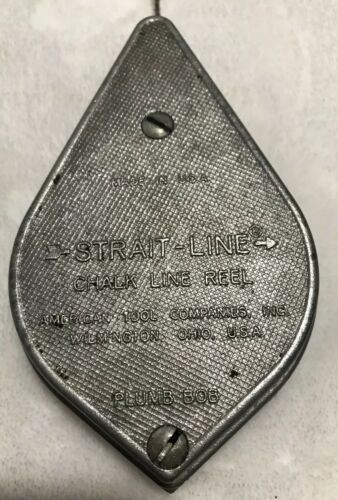 MADE IN U.S.A.
STRAIT-LINE®
CHALK LINE REEL
AMERICAN TOOL COMPANIES, INC.
WILMINGTON, OHIO, U.S.A.
PLUMB BOB